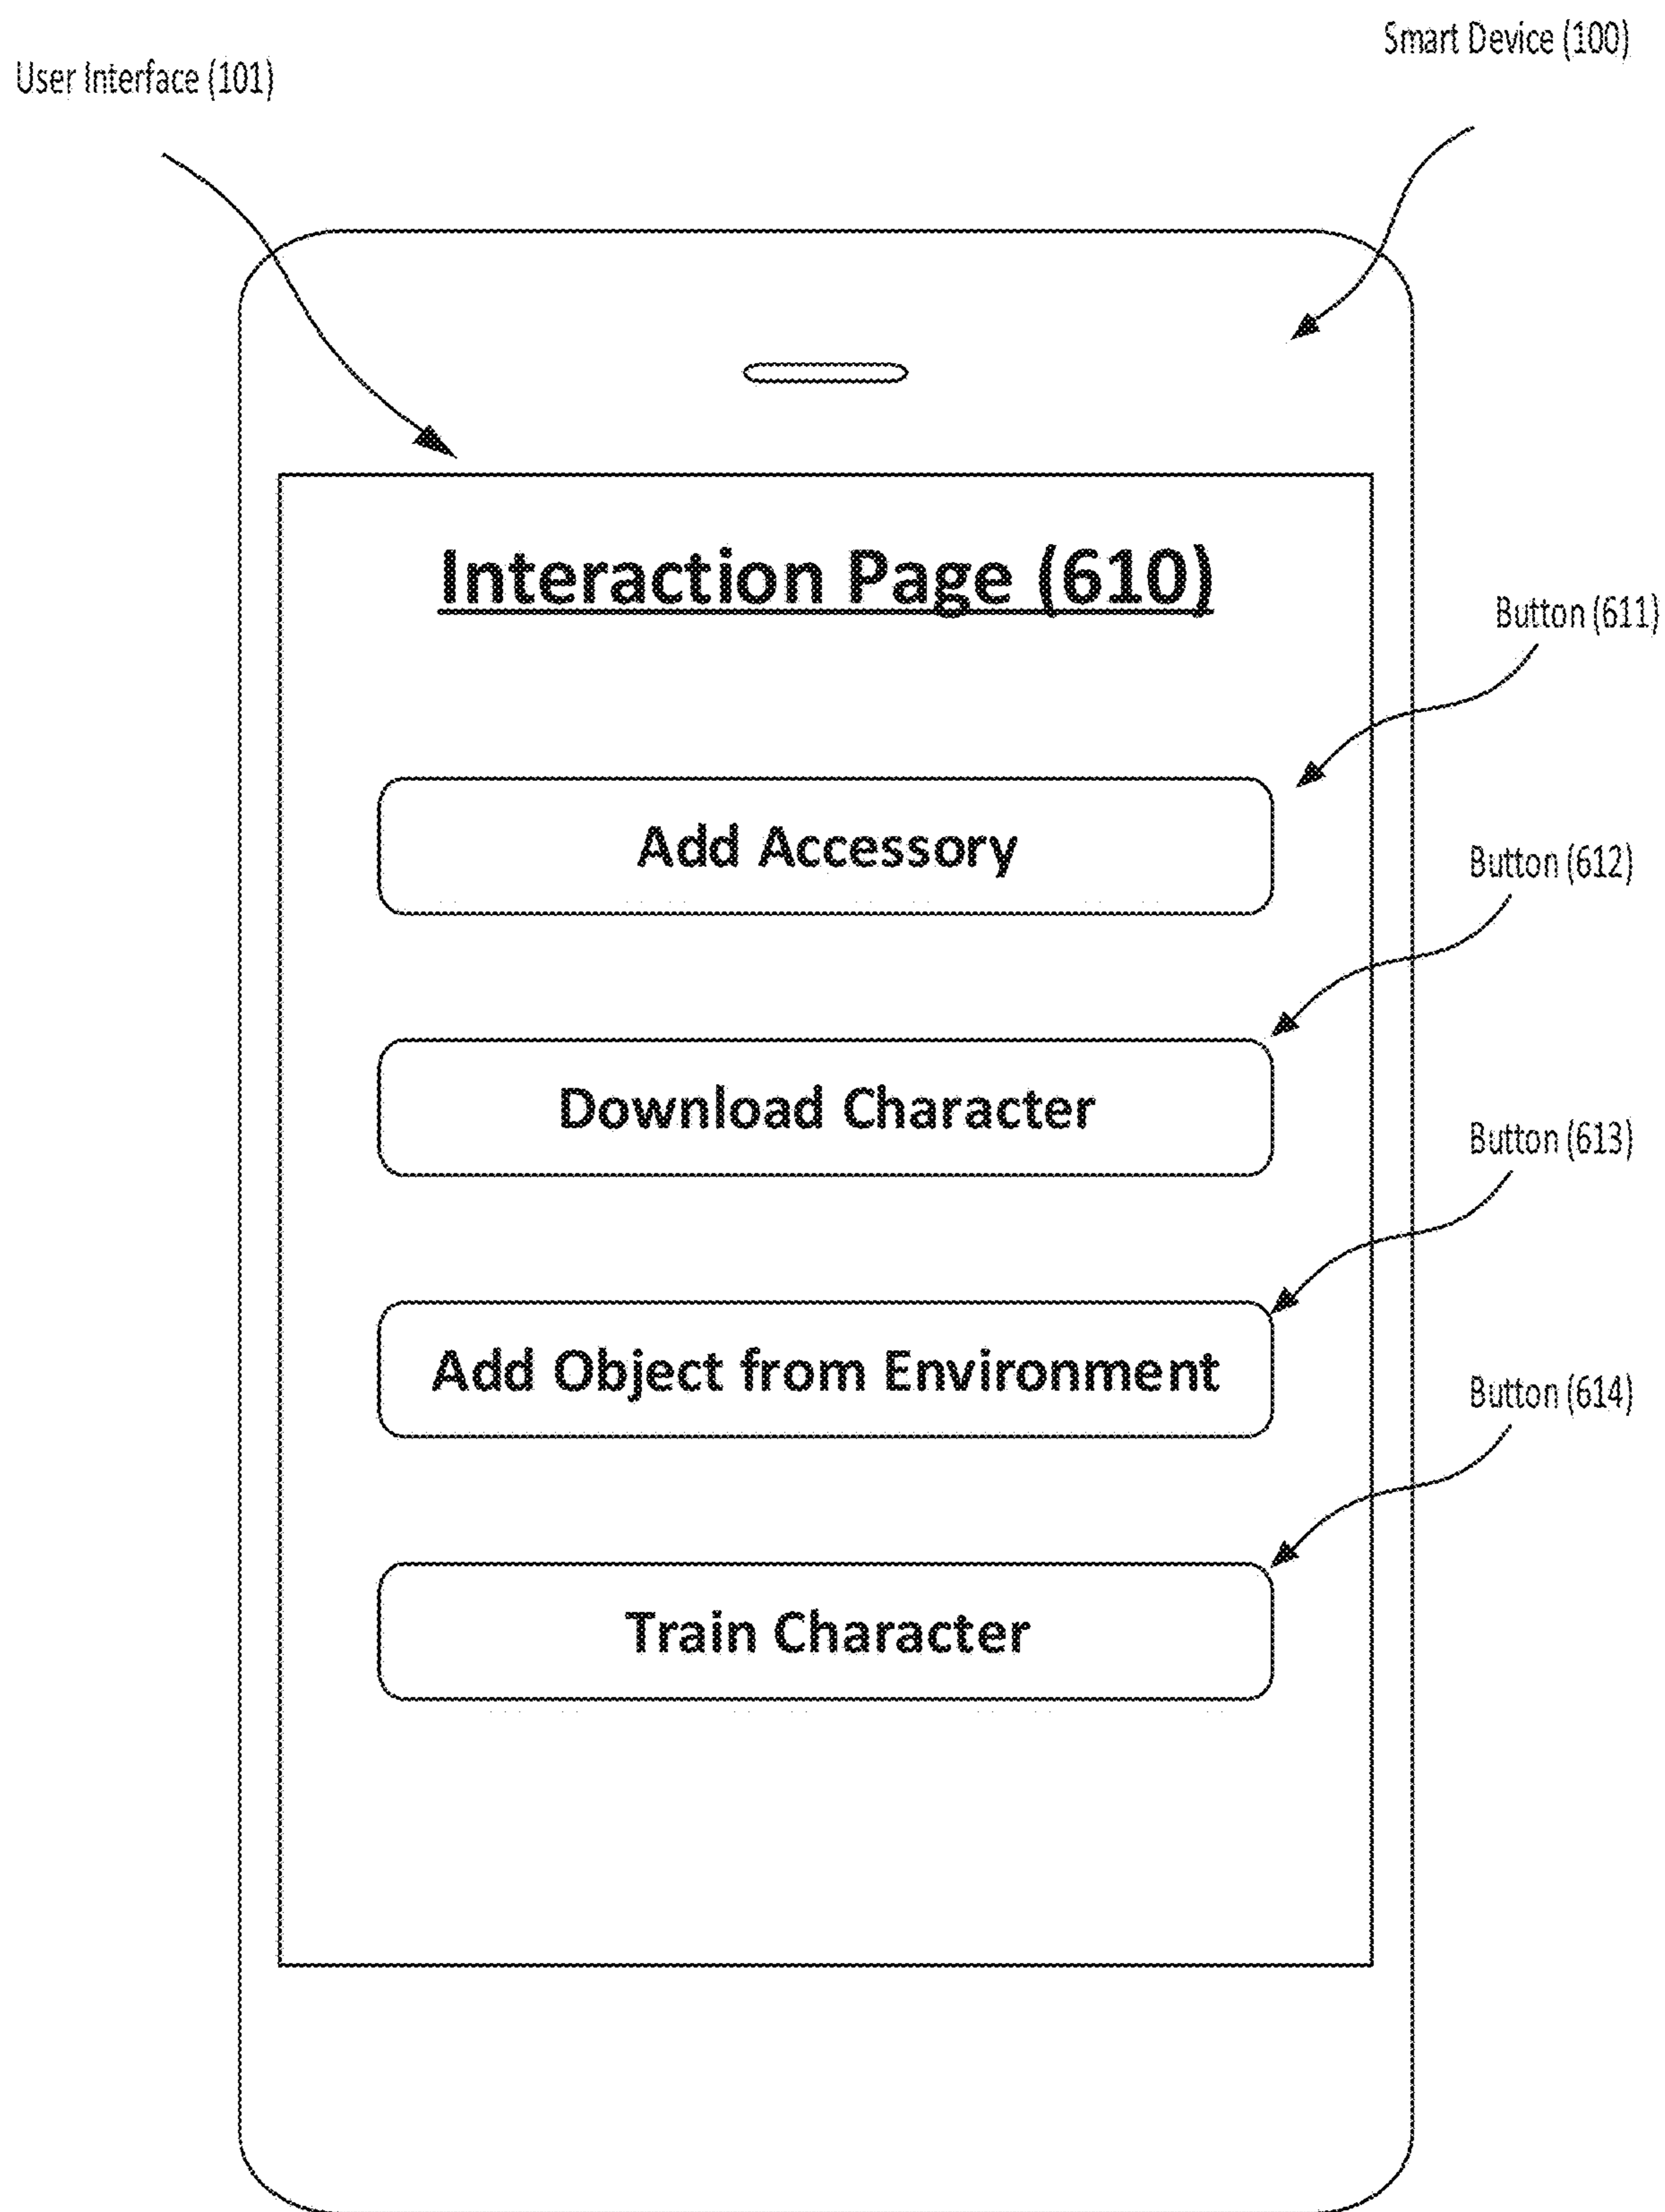 Smart Device (100)
User Interface (101)
Interaction Page (610)
Button (611)
Add Accessory
Button (612)
Download Character
Button (613)
Add Object from Environment
Button (614)
Train Character